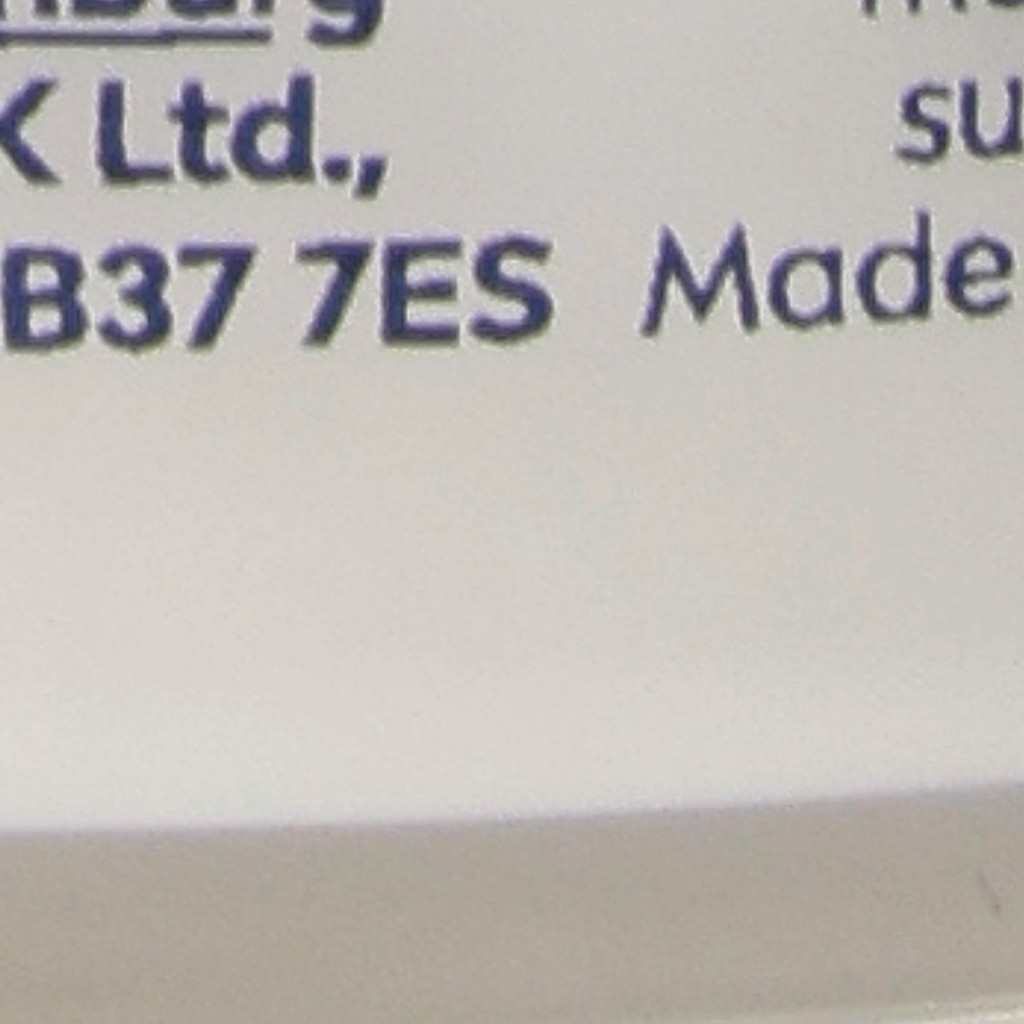 K Ltd.,
su
B37 7ES Made